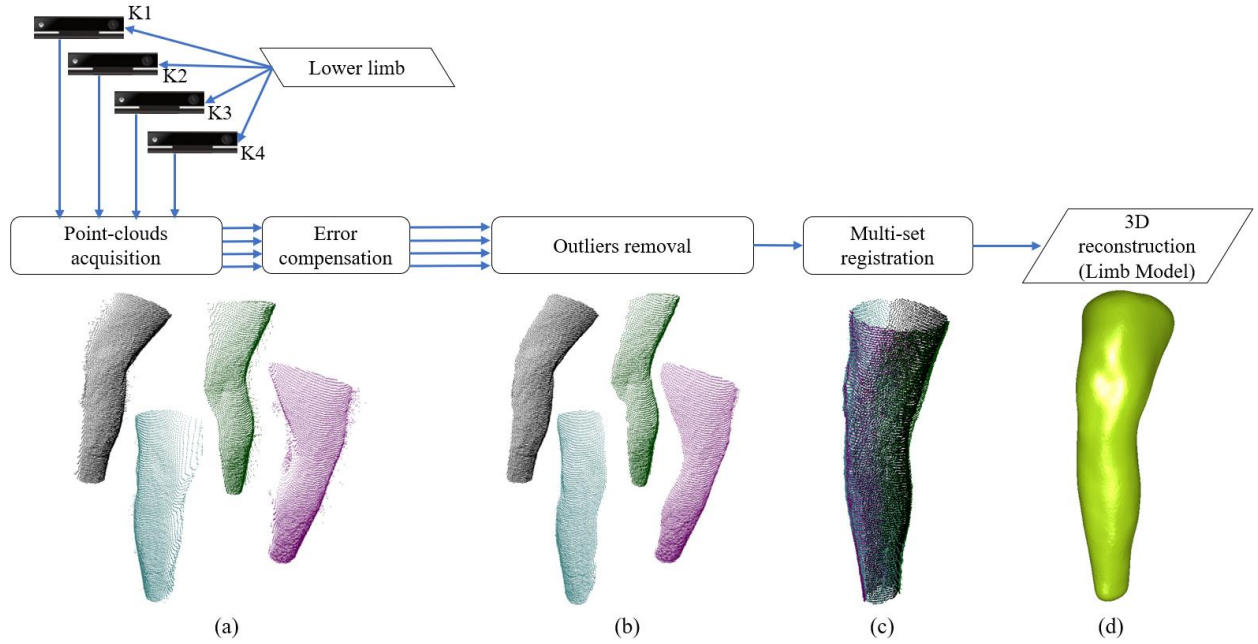 K1
K2
K3
K4
Lower limb
Point-clouds
acquisition
Error
compensation
Outliers removal
Multi-set
registration
3D
reconstruction
(Limb Model)
(a)
(b)
(c)
(d)